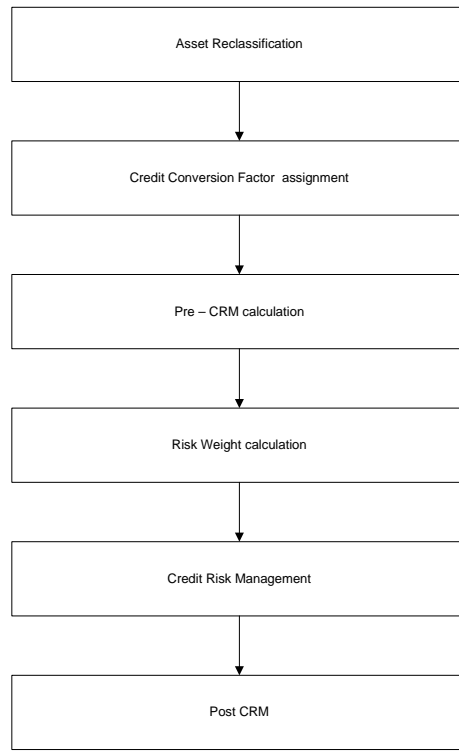 Asset Reclassification
Credit Conversion Factor assignment
Pre – CRM calculation
Risk Weight calculation
Credit Risk Management
Post CRM